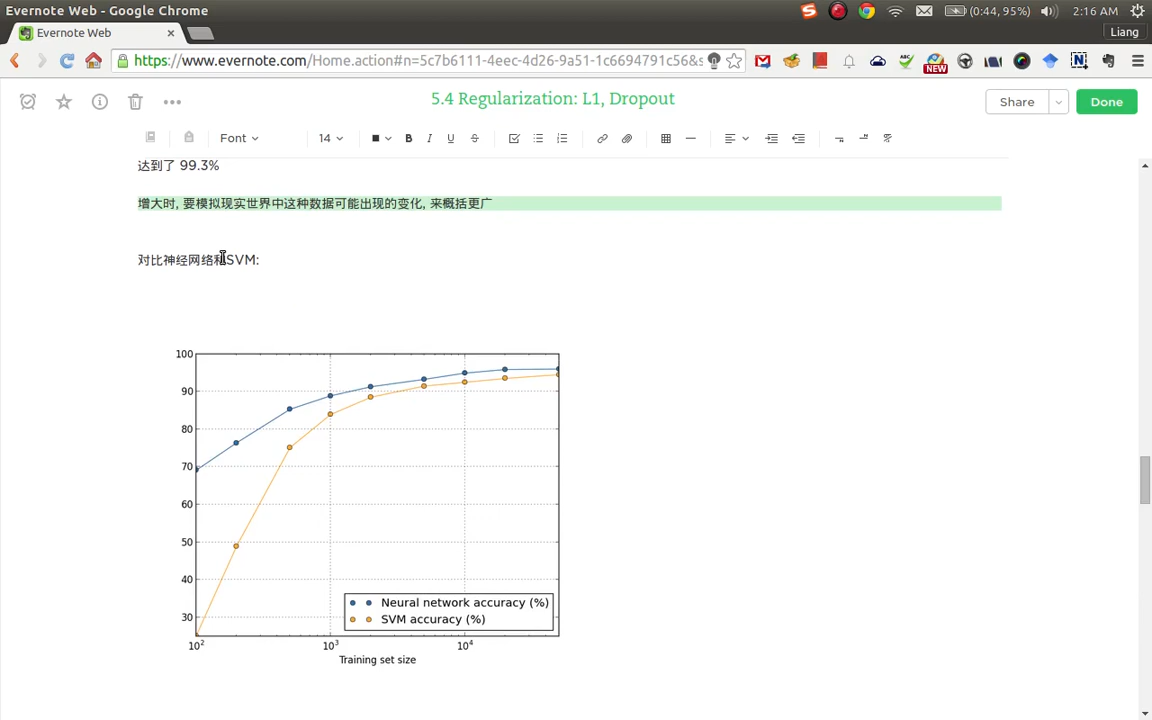 Evernote Web - Google Chrome
(0:44, 95%)
2:16 AM
Evernote Web
Liang
https://www.evernote.com/Home.action#n=5c7b6111-4eec-4d26-9a51-1c6694791c56&s
NEW
5.4 Regularization: L1, Dropout
Share
Done
Font
14
B
I
U
S
达到了 99.3%
增大时, 要模拟现实世界中这种数据可能出现的变化, 来概括更广
对比神经网络和SVM:
100
90
80
70
60
50
40
30
Neural network accuracy (%)
SVM accuracy (%)
10²
10³
10⁴
Training set size